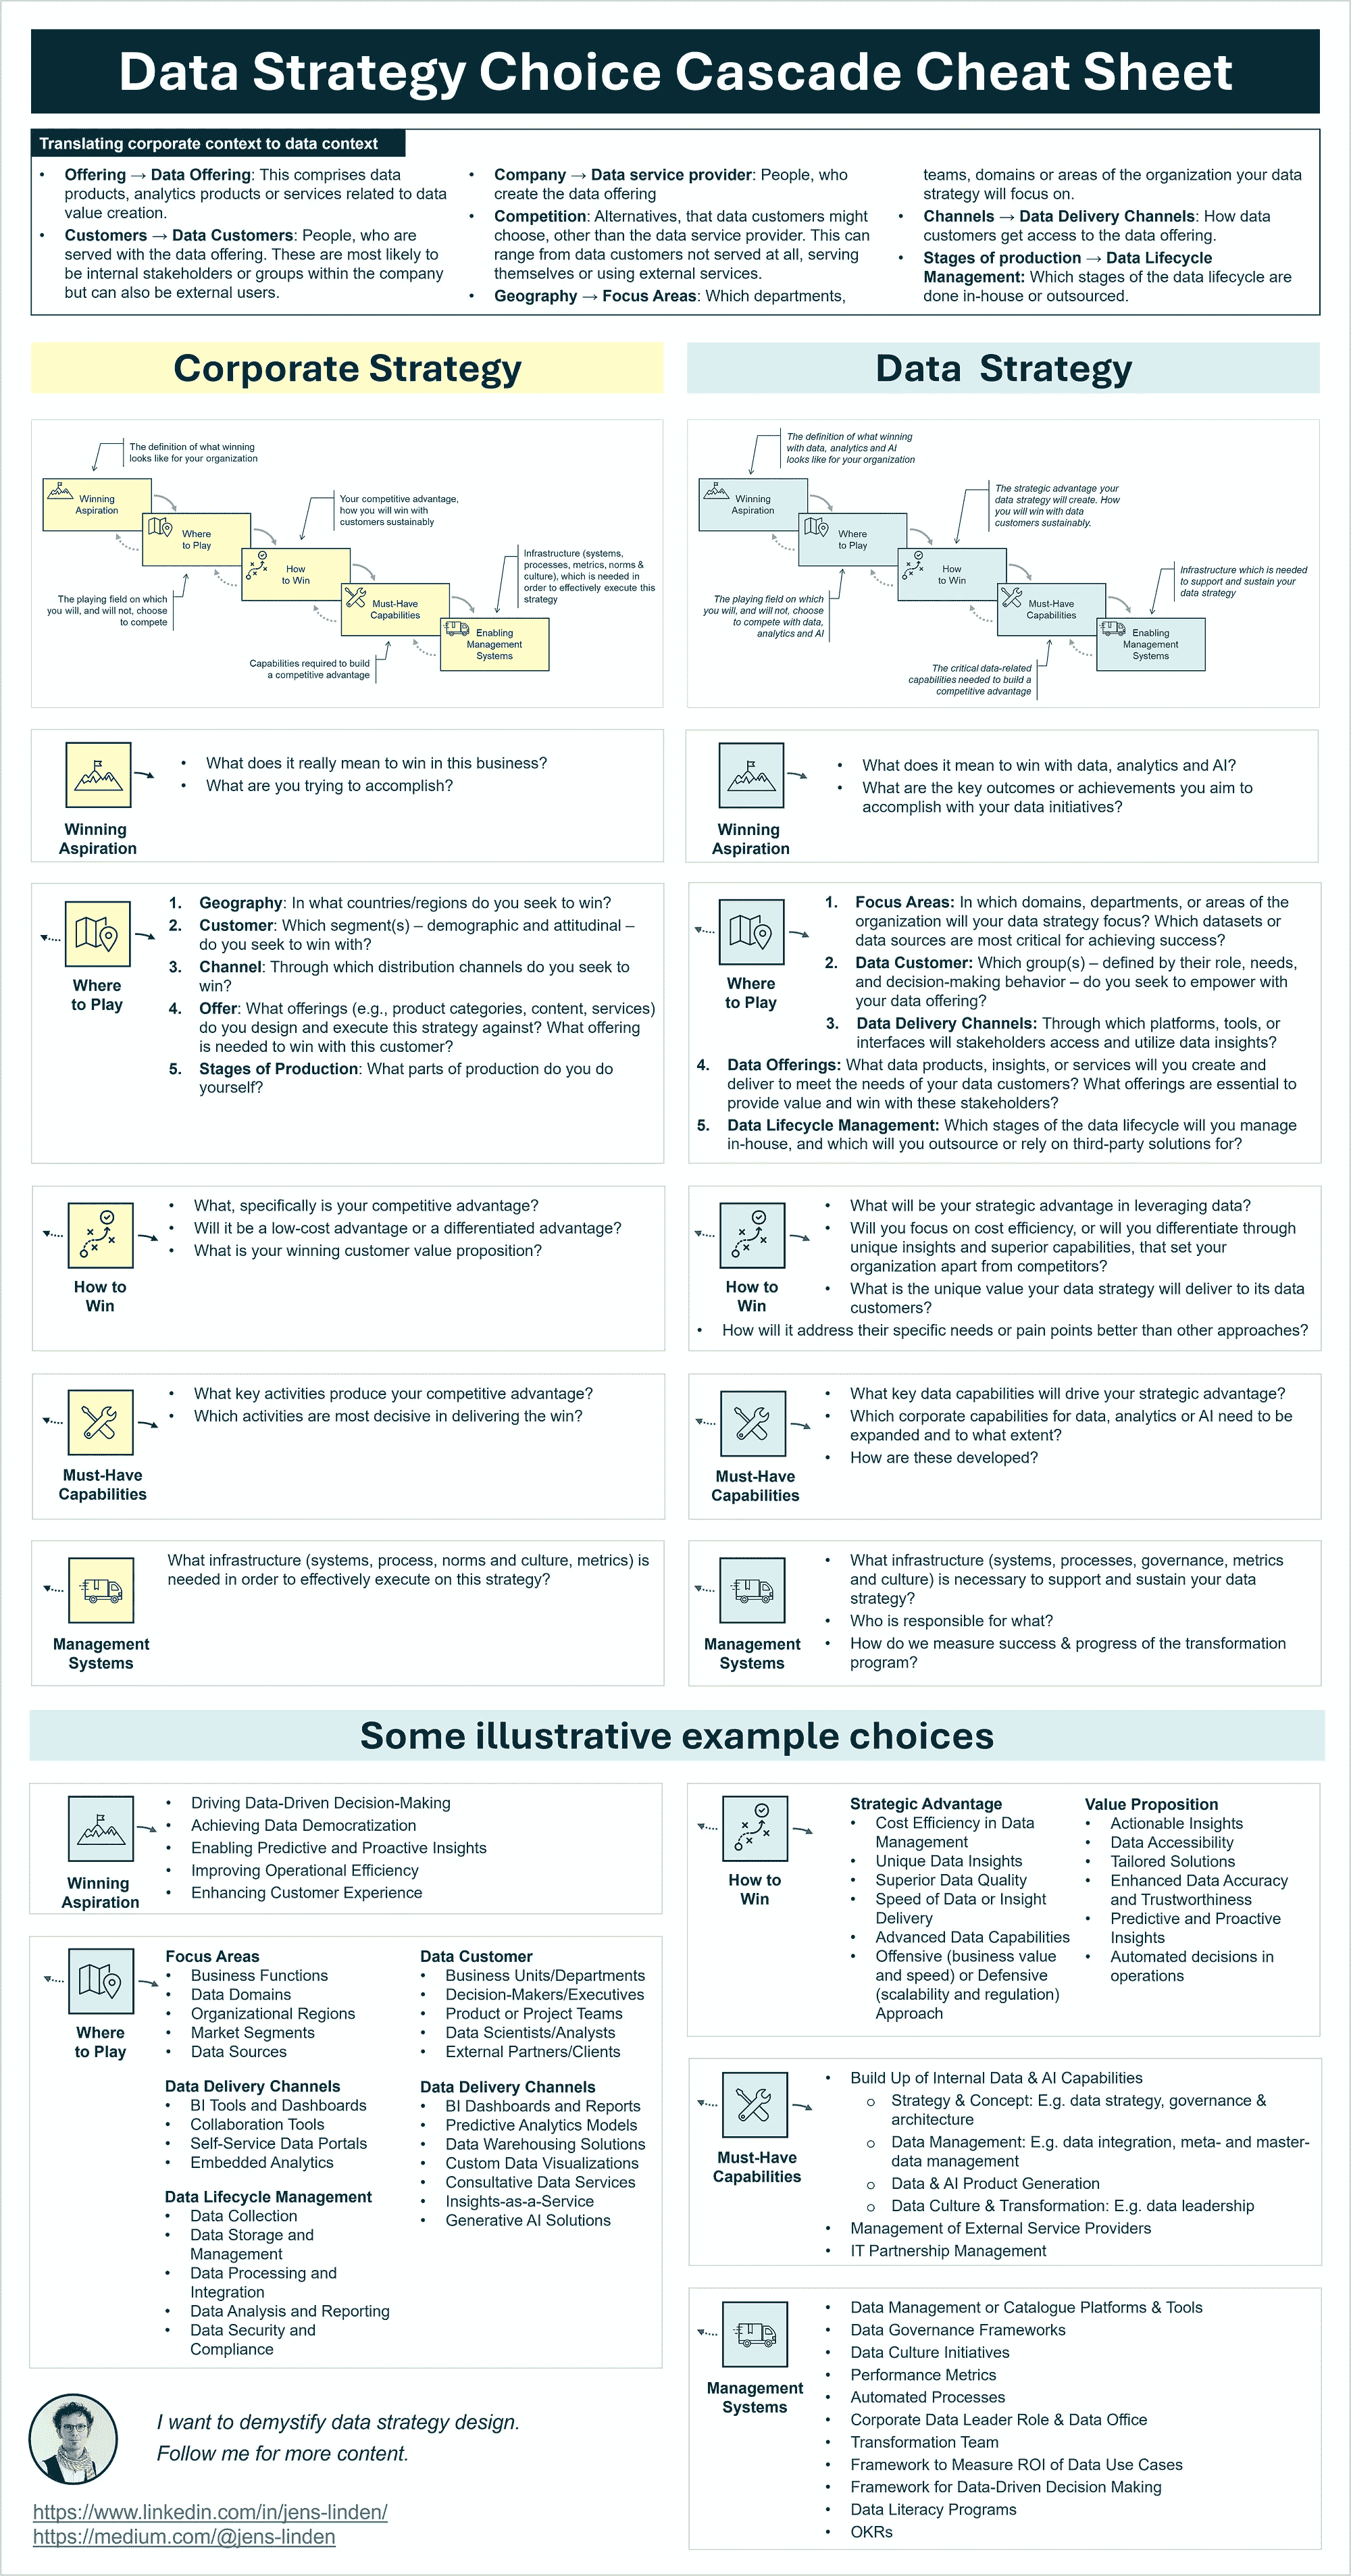 Data Strategy Choice Cascade Cheat Sheet
Translating corporate context to data context
• Offering → Data Offering: This comprises data
products, analytics products or services related to data
value creation.
• Customers → Data Customers: People, who are
served with the data offering. These are most likely to
be internal stakeholders or groups within the company
but can also be external users.
• Company → Data service provider: People, who
create the data offering
• Competition: Alternatives, that data customers might
choose, other than the data service provider. This can
range from data customers not served at all, serving
themselves or using external services.
• Geography → Focus Areas: Which departments,
teams, domains or areas of the organization your data
strategy will focus on.
• Channels → Data Delivery Channels: How data
customers get access to the data offering.
• Stages of production → Data Lifecycle
Management: Which stages of the data lifecycle are
done in-house or outsourced.
Corporate Strategy
The definition of what winning
looks like for your organization
Winning
Aspiration
Your competitive advantage,
how you will win with
customers sustainably
Where
to Play
How
to Win
Infrastructure (systems,
processes, metrics, norms &
culture), which is needed in
order to effectively execute this
strategy
The playing field on which
you will, and will not, choose
to compete
Must-Have
Capabilities
Enabling
Management
Systems
Capabilities required to build
a competitive advantage
Data Strategy
The definition of what winning
with data, analytics and AI
looks like for your organization
Winning
Aspiration
The strategic advantage your
data strategy will create. How
you will win with data
customers sustainably.
Where
to Play
How
to Win
Infrastructure which is needed
to support and sustain your
data strategy
The playing field on which
you will, and will not, choose
to compete with data,
analytics and AI
Must-Have
Capabilities
Enabling
Management
Systems
The critical data-related
capabilities needed to build a
competitive advantage
Winning
Aspiration
• What does it really mean to win in this business?
• What are you trying to accomplish?
Winning
Aspiration
• What does it mean to win with data, analytics and AI?
• What are the key outcomes or achievements you aim to
accomplish with your data initiatives?
Where
to Play
1. Geography: In what countries/regions do you seek to win?
2. Customer: Which segment(s) – demographic and attitudinal –
do you seek to win with?
3. Channel: Through which distribution channels do you seek to
win?
4. Offer: What offerings (e.g., product categories, content, services)
do you design and execute this strategy against? What offering
is needed to win with this customer?
5. Stages of Production: What parts of production do you do
yourself?
Where
to Play
1. Focus Areas: In which domains, departments, or areas of the
organization will your data strategy focus? Which datasets or
data sources are most critical for achieving success?
2. Data Customer: Which group(s) – defined by their role, needs,
and decision-making behavior – do you seek to empower with
your data offering?
3. Data Delivery Channels: Through which platforms, tools, or
interfaces will stakeholders access and utilize data insights?
4. Data Offerings: What data products, insights, or services will you create and
deliver to meet the needs of your data customers? What offerings are essential to
provide value and win with these stakeholders?
5. Data Lifecycle Management: Which stages of the data lifecycle will you manage
in-house, and which will you outsource or rely on third-party solutions for?
How to
Win
• What, specifically is your competitive advantage?
• Will it be a low-cost advantage or a differentiated advantage?
• What is your winning customer value proposition?
How to
Win
• What will be your strategic advantage in leveraging data?
• Will you focus on cost efficiency, or will you differentiate through
unique insights and superior capabilities, that set your
organization apart from competitors?
• What is the unique value your data strategy will deliver to its data
customers?
• How will it address their specific needs or pain points better than other approaches?
Must-Have
Capabilities
• What key activities produce your competitive advantage?
• Which activities are most decisive in delivering the win?
Must-Have
Capabilities
• What key data capabilities will drive your strategic advantage?
• Which corporate capabilities for data, analytics or AI need to be
expanded and to what extent?
• How are these developed?
Management
Systems
What infrastructure (systems, process, norms and culture, metrics) is
needed in order to effectively execute on this strategy?
Management
Systems
• What infrastructure (systems, processes, governance, metrics
and culture) is necessary to support and sustain your data
strategy?
• Who is responsible for what?
• How do we measure success & progress of the transformation
program?
Some illustrative example choices
Winning
Aspiration
• Driving Data-Driven Decision-Making
• Achieving Data Democratization
• Enabling Predictive and Proactive Insights
• Improving Operational Efficiency
• Enhancing Customer Experience
Where
to Play
Focus Areas
• Business Functions
• Data Domains
• Organizational Regions
• Market Segments
• Data Sources
Data Delivery Channels
• BI Tools and Dashboards
• Collaboration Tools
• Self-Service Data Portals
• Embedded Analytics
Data Lifecycle Management
• Data Collection
• Data Storage and
Management
• Data Processing and
Integration
• Data Analysis and Reporting
• Data Security and
Compliance
Data Customer
• Business Units/Departments
• Decision-Makers/Executives
• Product or Project Teams
• Data Scientists/Analysts
• External Partners/Clients
Data Delivery Channels
• BI Dashboards and Reports
• Predictive Analytics Models
• Data Warehousing Solutions
• Custom Data Visualizations
• Consultative Data Services
• Insights-as-a-Service
• Generative AI Solutions
How to
Win
Strategic Advantage
• Cost Efficiency in Data
Management
• Unique Data Insights
• Superior Data Quality
• Speed of Data or Insight
Delivery
• Advanced Data Capabilities
• Offensive (business value
and speed) or Defensive
(scalability and regulation)
Approach
Value Proposition
• Actionable Insights
• Data Accessibility
• Tailored Solutions
• Enhanced Data Accuracy
and Trustworthiness
• Predictive and Proactive
Insights
• Automated decisions in
operations
Must-Have
Capabilities
• Build Up of Internal Data & AI Capabilities
o Strategy & Concept: E.g. data strategy, governance &
architecture
o Data Management: E.g. data integration, meta- and master-
data management
o Data & AI Product Generation
o Data Culture & Transformation: E.g. data leadership
• Management of External Service Providers
• IT Partnership Management
Management
Systems
• Data Management or Catalogue Platforms & Tools
• Data Governance Frameworks
• Data Culture Initiatives
• Performance Metrics
• Automated Processes
• Corporate Data Leader Role & Data Office
• Transformation Team
• Framework to Measure ROI of Data Use Cases
• Framework for Data-Driven Decision Making
• Data Literacy Programs
• OKRs
I want to demystify data strategy design.
Follow me for more content.
https://www.linkedin.com/in/jens-linden/
https://medium.com/@jens-linden